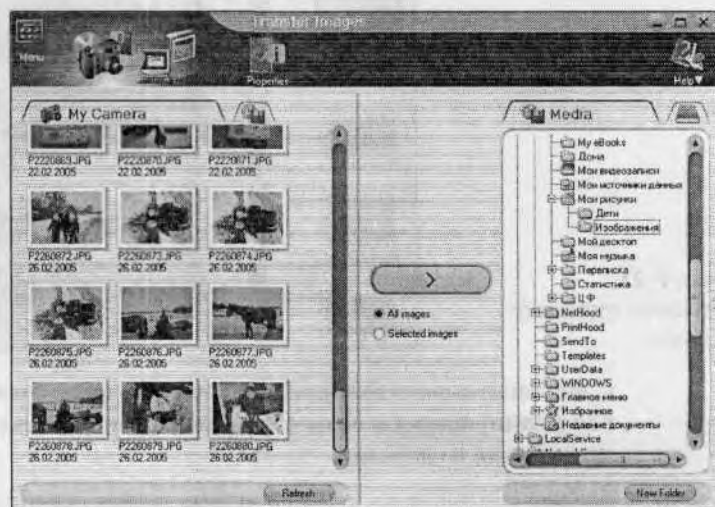 Transfer Images
Menu
Properties
Help
My Camera
Media
P2220869.JPG
22.02.2005
P2220870.JPG
22.02.2005
P2220871.JPG
22.02.2005
P2260872.JPG
26.02.2005
P2260873.JPG
26.02.2005
P2260874.JPG
26.02.2005
P2260875.JPG
26.02.2005
P2260876.JPG
26.02.2005
P2260877.JPG
26.02.2005
P2260878.JPG
26.02.2005
P2260879.JPG
26.02.2005
P2260880.JPG
26.02.2005
Refresh
>
All images
Selected images
My eBooks
Дома
Мои видеозаписи
Мои источники данных
Мои рисунки
Дети
Изображения
Мой десктоп
Моя музыка
Переписка
Статистика
ЦФ
NetHood
PrintHood
SendTo
Templates
UserData
WINDOWS
Главное меню
Избранное
Недавние документы
LocalService
New Folder